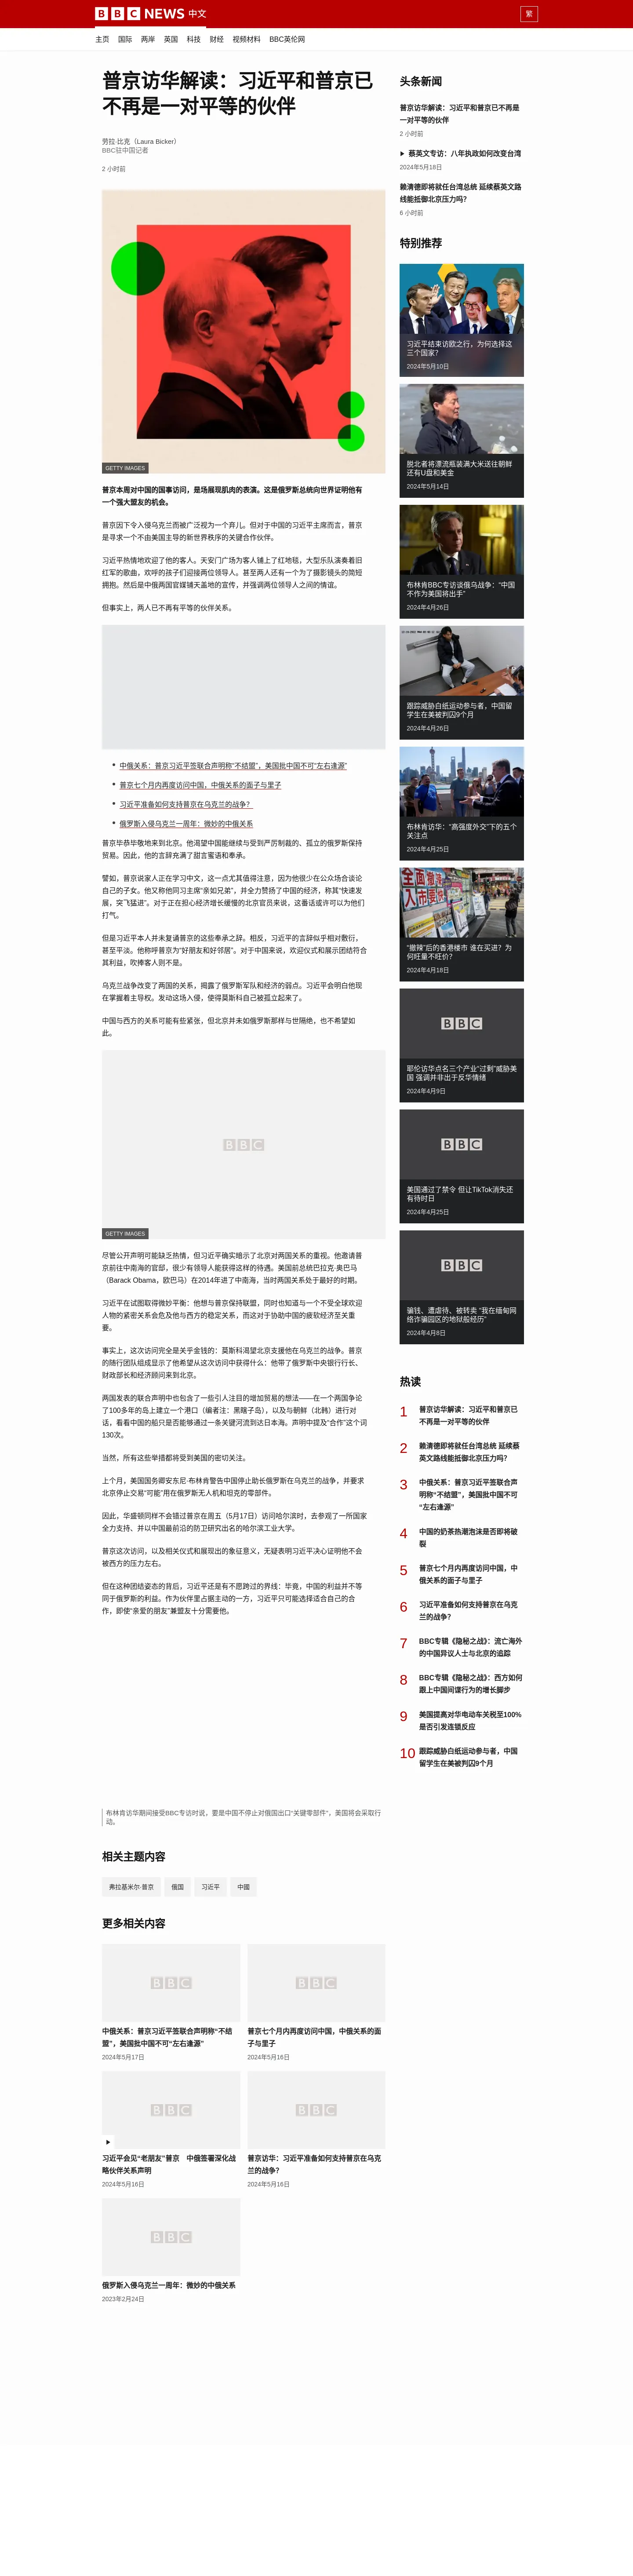 BBC NEWS 中文
繁
主页 国际 两岸 英国 科技 财经 视频材料 BBC英伦网
普京访华解读：习近平和普京已
不再是一对平等的伙伴
劳拉·比克（Laura Bicker）
BBC驻中国记者
2 小时前
GETTY IMAGES
普京本周对中国的国事访问，是场展现肌肉的表演。这是俄罗斯总统向世界证明他有
一个强大盟友的机会。
普京因下令入侵乌克兰而被广泛视为一个弃儿。但对于中国的习近平主席而言，普京
是寻求一个不由美国主导的新世界秩序的关键合作伙伴。
习近平热情地欢迎了他的客人。天安门广场为客人铺上了红地毯，大型乐队演奏着旧
红军的歌曲，欢呼的孩子们迎接两位领导人。甚至两人还有一个为了摄影镜头的简短
拥抱。然后是中俄两国官媒铺天盖地的宣传，并强调两位领导人之间的情谊。
但事实上，两人已不再有平等的伙伴关系。
中俄关系：普京习近平签联合声明称“不结盟”，美国批中国不可“左右逢源”
普京七个月内再度访问中国，中俄关系的面子与里子
习近平准备如何支持普京在乌克兰的战争？
俄罗斯入侵乌克兰一周年：微妙的中俄关系
普京毕恭毕敬地来到北京。他渴望中国能继续与受到严厉制裁的、孤立的俄罗斯保持
贸易。因此，他的言辞充满了甜言蜜语和奉承。
譬如，普京说家人正在学习中文，这一点尤其值得注意，因为他很少在公众场合谈论
自己的子女。他又称他同习主席“亲如兄弟”，并全力赞扬了中国的经济，称其“快速发
展，突飞猛进”。对于正在担心经济增长缓慢的北京官员来说，这番话或许可以为他们
打气。
但是习近平本人并未复诵普京的这些奉承之辞。相反，习近平的言辞似乎相对敷衍，
甚至平淡。他称呼普京为“好朋友和好邻居”。对于中国来说，欢迎仪式和展示团结符合
其利益，吹捧客人则不是。
乌克兰战争改变了两国的关系，揭露了俄罗斯军队和经济的弱点。习近平会明白他现
在掌握着主导权。发动这场入侵，使得莫斯科自己被孤立起来了。
中国与西方的关系可能有些紧张，但北京并未如俄罗斯那样与世隔绝，也不希望如
此。
BBC
GETTY IMAGES
尽管公开声明可能缺乏热情，但习近平确实暗示了北京对两国关系的重视。他邀请普
京前往中南海的官邸，很少有领导人能获得这样的待遇。美国前总统巴拉克·奥巴马
（Barack Obama，欧巴马）在2014年进了中南海，当时两国关系处于最好的时期。
习近平在试图取得微妙平衡：他想与普京保持联盟，同时也知道与一个不受全球欢迎
人物的紧密关系会危及他与西方的稳定关系，而这对于协助中国的疲软经济至关重
要。
事实上，这次访问完全是关乎金钱的：莫斯科渴望北京支援他在乌克兰的战争。普京
的随行团队组成显示了他希望从这次访问中获得什么：他带了俄罗斯中央银行行长、
财政部长和经济顾问来到北京。
两国发表的联合声明中也包含了一些引人注目的增加贸易的想法——在一个两国争论
了100多年的岛上建立一个港口（编者注：黑瞎子岛），以及与朝鲜（北韩）进行对
话，看看中国的船只是否能够通过一条关键河流到达日本海。声明中提及“合作”这个词
130次。
当然，所有这些举措都将受到美国的密切关注。
上个月，美国国务卿安东尼·布林肯警告中国停止助长俄罗斯在乌克兰的战争，并要求
北京停止交易“可能”用在俄罗斯无人机和坦克的零部件。
因此，华盛顿同样不会错过普京在周五（5月17日）访问哈尔滨时，去参观了一所国家
全力支持、并以中国最前沿的防卫研究出名的哈尔滨工业大学。
普京这次访问，以及相关仪式和展现出的象征意义，无疑表明习近平决心证明他不会
被西方的压力左右。
但在这种团结姿态的背后，习近平还是有不愿跨过的界线：毕竟，中国的利益并不等
同于俄罗斯的利益。作为伙伴里占据主动的一方，习近平只可能选择适合自己的合
作，即使“亲爱的朋友”兼盟友十分需要他。
布林肯访华期间接受BBC专访时说，要是中国不停止对俄国出口“关键零部件”，美国将会采取行
动。
相关主题内容
弗拉基米尔·普京 俄国 习近平 中國
更多相关内容
BBC BBC
中俄关系：普京习近平签联合声明称“不结
盟”，美国批中国不可“左右逢源”
2024年5月17日
普京七个月内再度访问中国，中俄关系的面
子与里子
2024年5月16日
BBC BBC
习近平会见“老朋友”普京　中俄签署深化战
略伙伴关系声明
2024年5月16日
普京访华：习近平准备如何支持普京在乌克
兰的战争？
2024年5月16日
BBC
俄罗斯入侵乌克兰一周年：微妙的中俄关系
2023年2月24日
头条新闻
普京访华解读：习近平和普京已不再是
一对平等的伙伴
2 小时前
蔡英文专访：八年执政如何改变台湾
2024年5月18日
赖清德即将就任台湾总统 延续蔡英文路
线能抵御北京压力吗？
6 小时前
特别推荐
习近平结束访欧之行，为何选择这
三个国家？
2024年5月10日
脱北者将漂流瓶装满大米送往朝鲜
还有U盘和美金
2024年5月14日
布林肯BBC专访谈俄乌战争：“中国
不作为美国将出手”
2024年4月26日
跟踪威胁白纸运动参与者，中国留
学生在美被判囚9个月
2024年4月26日
布林肯访华：“高强度外交”下的五个
关注点
2024年4月25日
“撤辣”后的香港楼市 谁在买进？为
何旺量不旺价？
2024年4月18日
BBC
耶伦访华点名三个产业“过剩”威胁美
国 强调并非出于反华情绪
2024年4月9日
BBC
美国通过了禁令 但让TikTok消失还
有待时日
2024年4月25日
BBC
骗钱、遭虐待、被转卖 “我在缅甸网
络诈骗园区的地狱般经历”
2024年4月8日
热读
1 普京访华解读：习近平和普京已
不再是一对平等的伙伴
2 赖清德即将就任台湾总统 延续蔡
英文路线能抵御北京压力吗？
3 中俄关系：普京习近平签联合声
明称“不结盟”，美国批中国不可
“左右逢源”
4 中国的奶茶热潮泡沫是否即将破
裂
5 普京七个月内再度访问中国，中
俄关系的面子与里子
6 习近平准备如何支持普京在乌克
兰的战争？
7 BBC专辑《隐秘之战》：流亡海外
的中国异议人士与北京的追踪
8 BBC专辑《隐秘之战》：西方如何
跟上中国间谍行为的增长脚步
9 美国提高对华电动车关税至100%
是否引发连锁反应
10 跟踪威胁白纸运动参与者，中国
留学生在美被判囚9个月